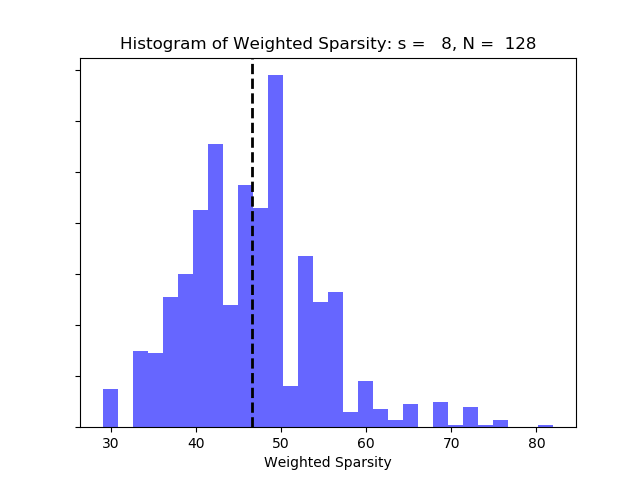 Histogram of Weighted Sparsity: s =   8, N =  128
30 40 50 60 70 80
Weighted Sparsity